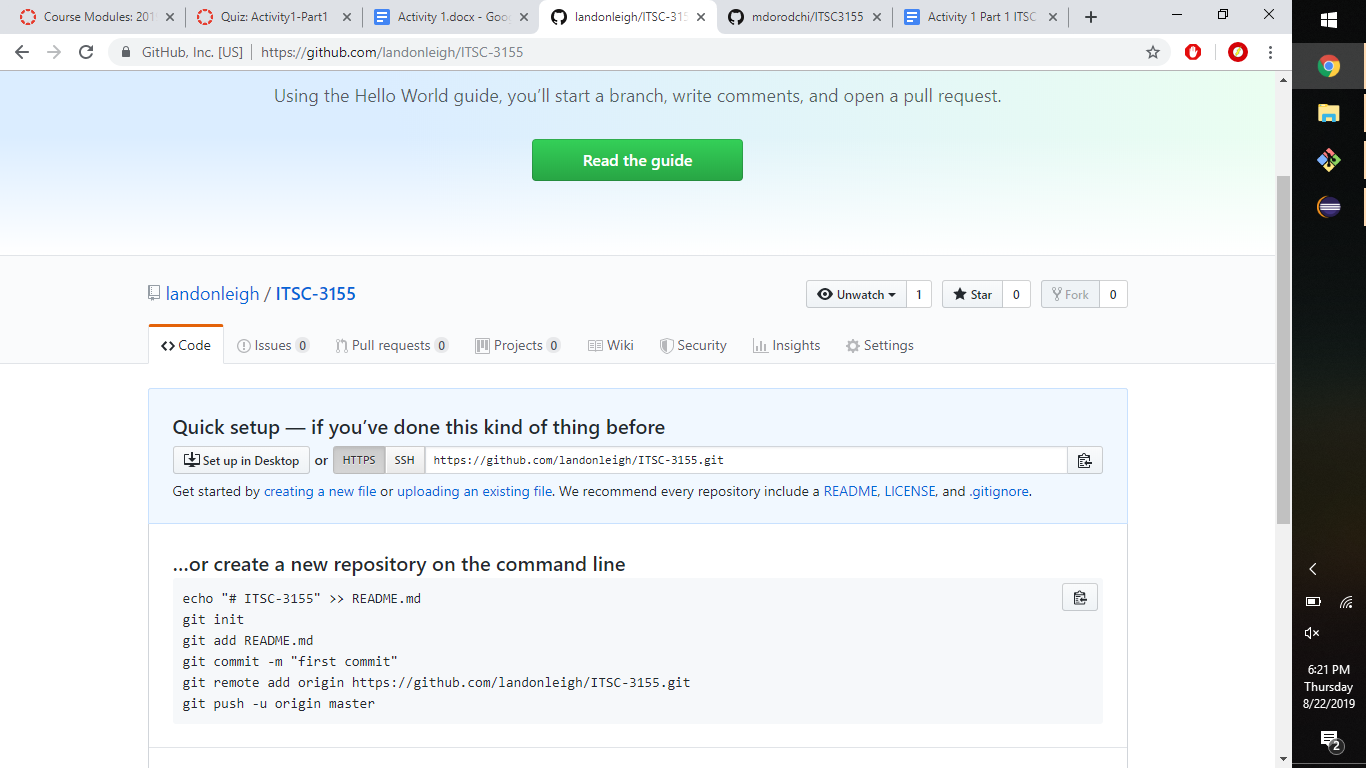 Course Modules: 201
Quiz: Activity1-Part1
Activity 1.docx - Goo
landonleigh/ITSC-315
mdorodchi/ITSC3155
Activity 1 Part 1 ITSC
GitHub, Inc. [US]
https://github.com/landonleigh/ITSC-3155
Using the Hello World guide, you’ll start a branch, write comments, and open a pull request.
Read the guide
landonleigh / ITSC-3155
Unwatch 1
Star 0
Fork 0
Code
Issues 0
Pull requests 0
Projects 0
Wiki
Security
Insights
Settings
Quick setup — if you’ve done this kind of thing before
Set up in Desktop or HTTPS SSH https://github.com/landonleigh/ITSC-3155.git
Get started by creating a new file or uploading an existing file. We recommend every repository include a README, LICENSE, and .gitignore.
…or create a new repository on the command line
echo "# ITSC-3155" >> README.md
git init
git add README.md
git commit -m "first commit"
git remote add origin https://github.com/landonleigh/ITSC-3155.git
git push -u origin master
6:21 PM
Thursday
8/22/2019
2